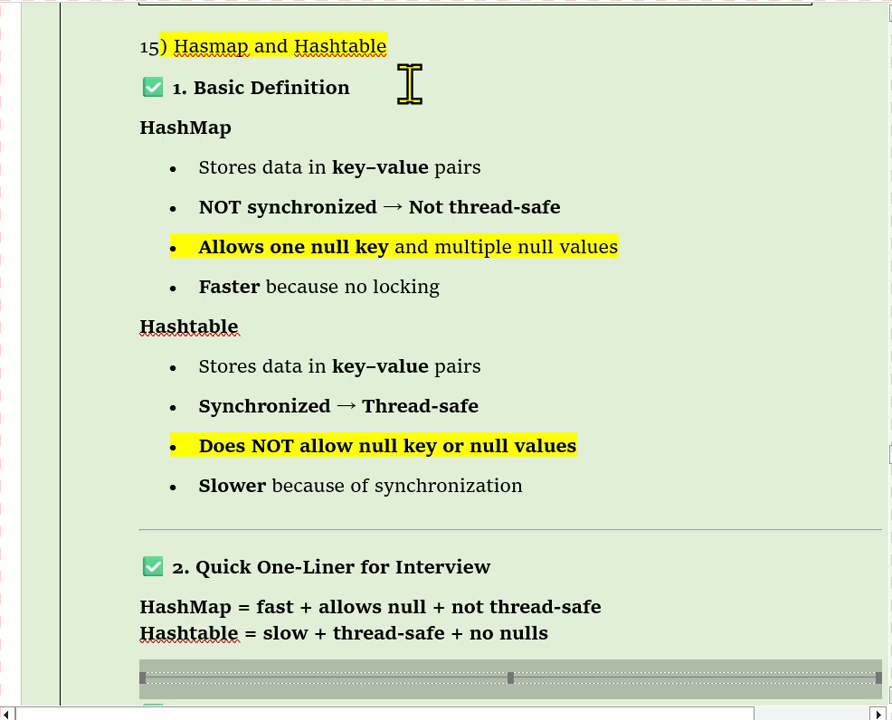 15) Hasmap and Hashtable
✅ 1. Basic Definition
HashMap
• Stores data in key–value pairs
• NOT synchronized → Not thread-safe
• Allows one null key and multiple null values
• Faster because no locking
Hashtable
• Stores data in key–value pairs
• Synchronized → Thread-safe
• Does NOT allow null key or null values
• Slower because of synchronization
✅ 2. Quick One-Liner for Interview
HashMap = fast + allows null + not thread-safe
Hashtable = slow + thread-safe + no nulls